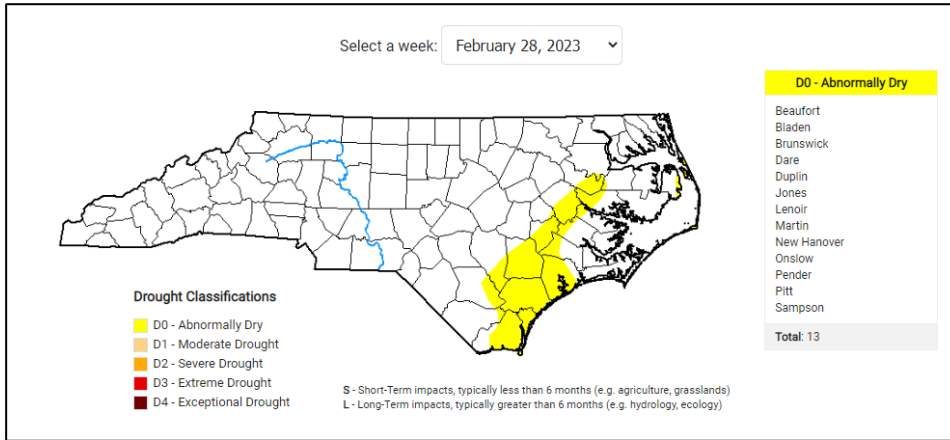 Select a week: February 28, 2023
D0 - Abnormally Dry
Beaufort
Bladen
Brunswick
Dare
Duplin
Jones
Lenoir
Martin
New Hanover
Onslow
Pender
Pitt
Sampson
Total: 13
Drought Classifications
D0 - Abnormally Dry
D1 - Moderate Drought
D2 - Severe Drought
D3 - Extreme Drought
D4 - Exceptional Drought
S - Short-Term impacts, typically less than 6 months (e.g. agriculture, grasslands)
L - Long-Term impacts, typically greater than 6 months (e.g. hydrology, ecology)